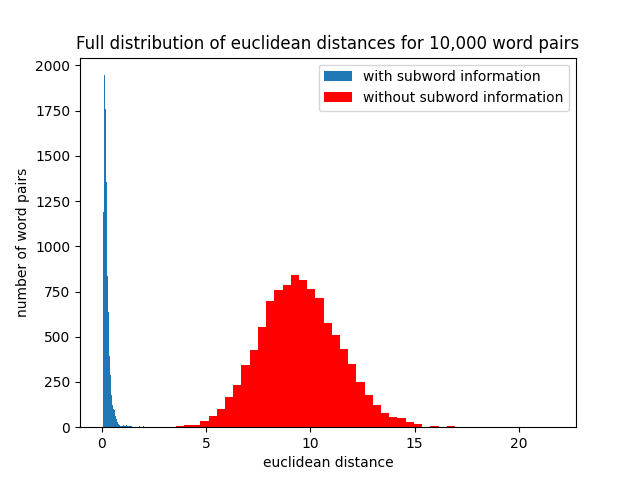 Full distribution of euclidean distances for 10,000 word pairs
with subword information
without subword information
number of word pairs
2000
1750
1500
1250
1000
750
500
250
0
0 5 10 15 20
euclidean distance